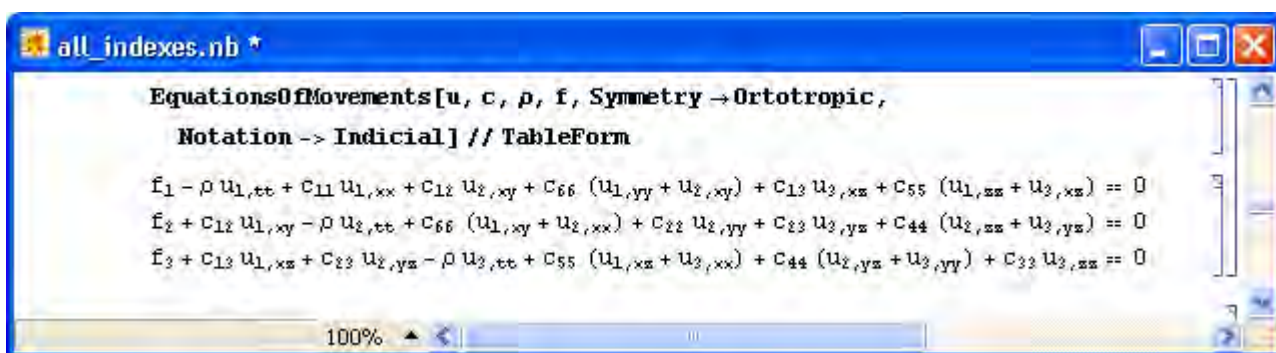 all_indexes.nb *
EquationsOfMovements[u, c, ρ, f, Symmetry → Ortotropic,
Notation -> Indicial] // TableForm
f₁ - ρ u₁,tt + c₁₁ u₁,xx + c₁₂ u₂,xy + c₆₆ (u₁,yy + u₂,xy) + c₁₃ u₃,xz + c₅₅ (u₁,zz + u₃,xz) == 0
f₂ + c₁₂ u₁,xy - ρ u₂,tt + c₆₆ (u₁,xy + u₂,xx) + c₂₂ u₂,yy + c₂₃ u₃,yz + c₄₄ (u₂,zz + u₃,yz) == 0
f₃ + c₁₃ u₁,xz + c₂₃ u₂,yz - ρ u₃,tt + c₅₅ (u₁,xz + u₃,xx) + c₄₄ (u₂,yz + u₃,yy) + c₃₃ u₃,zz == 0
100%